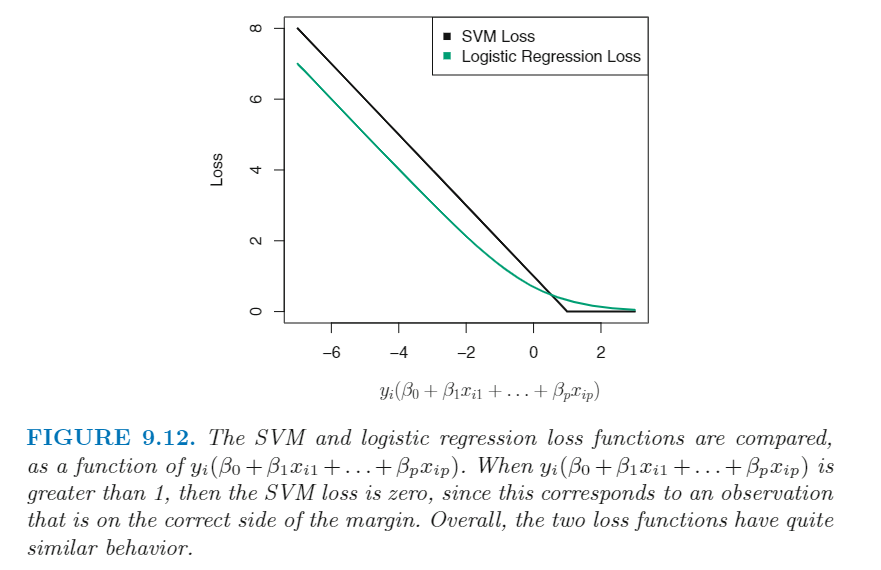 8
6
4
2
0
Loss
SVM Loss
Logistic Regression Loss
−6 −4 −2 0 2
yᵢ(β₀ + β₁xᵢ₁ + . . . + βₚxᵢₚ)
FIGURE 9.12. The SVM and logistic regression loss functions are compared,
as a function of yᵢ(β₀ + β₁xᵢ₁ + . . . + βₚxᵢₚ). When yᵢ(β₀ + β₁xᵢ₁ + . . . + βₚxᵢₚ) is
greater than 1, then the SVM loss is zero, since this corresponds to an observation
that is on the correct side of the margin. Overall, the two loss functions have quite
similar behavior.